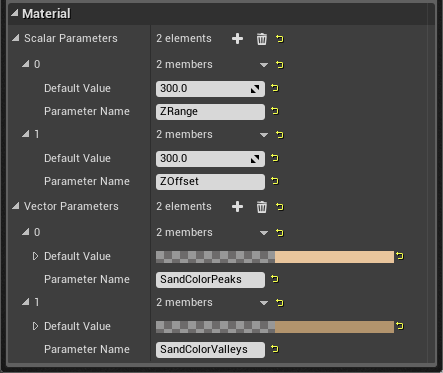 Material
Scalar Parameters 2 elements
0 2 members
Default Value 300.0
Parameter Name ZRange
1 2 members
Default Value 300.0
Parameter Name ZOffset
Vector Parameters 2 elements
0 2 members
Default Value
Parameter Name SandColorPeaks
1 2 members
Default Value
Parameter Name SandColorValleys